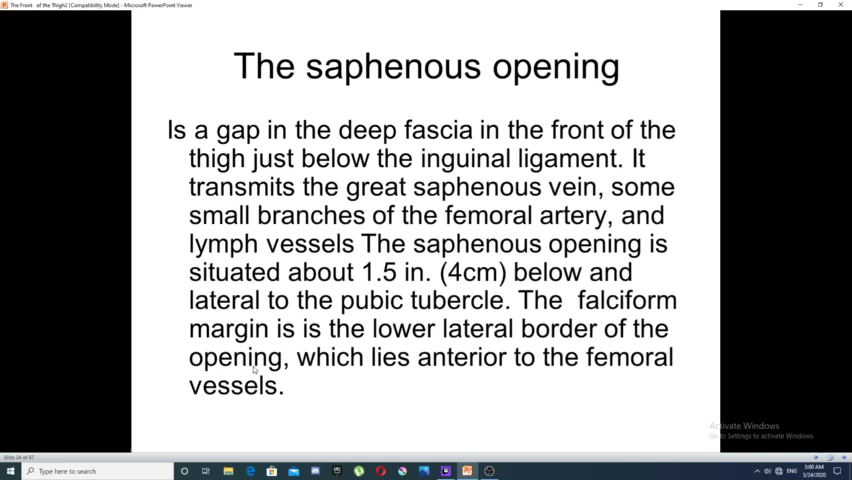 The Front of the Thigh2 [Compatibility Mode] - Microsoft PowerPoint Viewer
The saphenous opening
Is a gap in the deep fascia in the front of the
thigh just below the inguinal ligament. It
transmits the great saphenous vein, some
small branches of the femoral artery, and
lymph vessels The saphenous opening is
situated about 1.5 in. (4cm) below and
lateral to the pubic tubercle. The falciform
margin is is the lower lateral border of the
opening, which lies anterior to the femoral
vessels.
Activate Windows
Go to Settings to activate Windows.
Slide 24 of 67
Type here to search
ENG
3:00 AM
5/24/2020